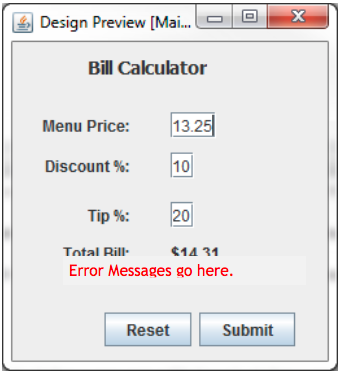 Design Preview [Mai...
Bill Calculator
Menu Price: 13.25
Discount %: 10
Tip %: 20
Total Bill: $14.31
Error Messages go here.
Reset Submit